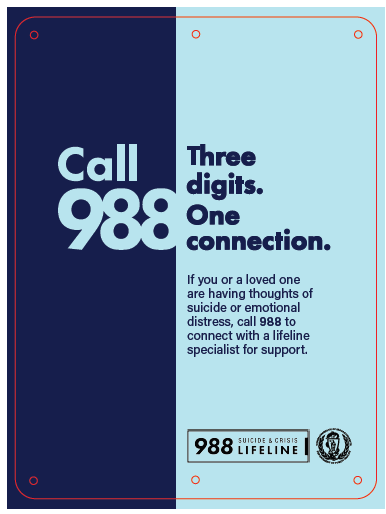 Call
988
Three
digits.
One
connection.
If you or a loved one
are having thoughts of
suicide or emotional
distress, call 988 to
connect with a lifeline
specialist for support.
988 SUICIDE & CRISIS
LIFELINE